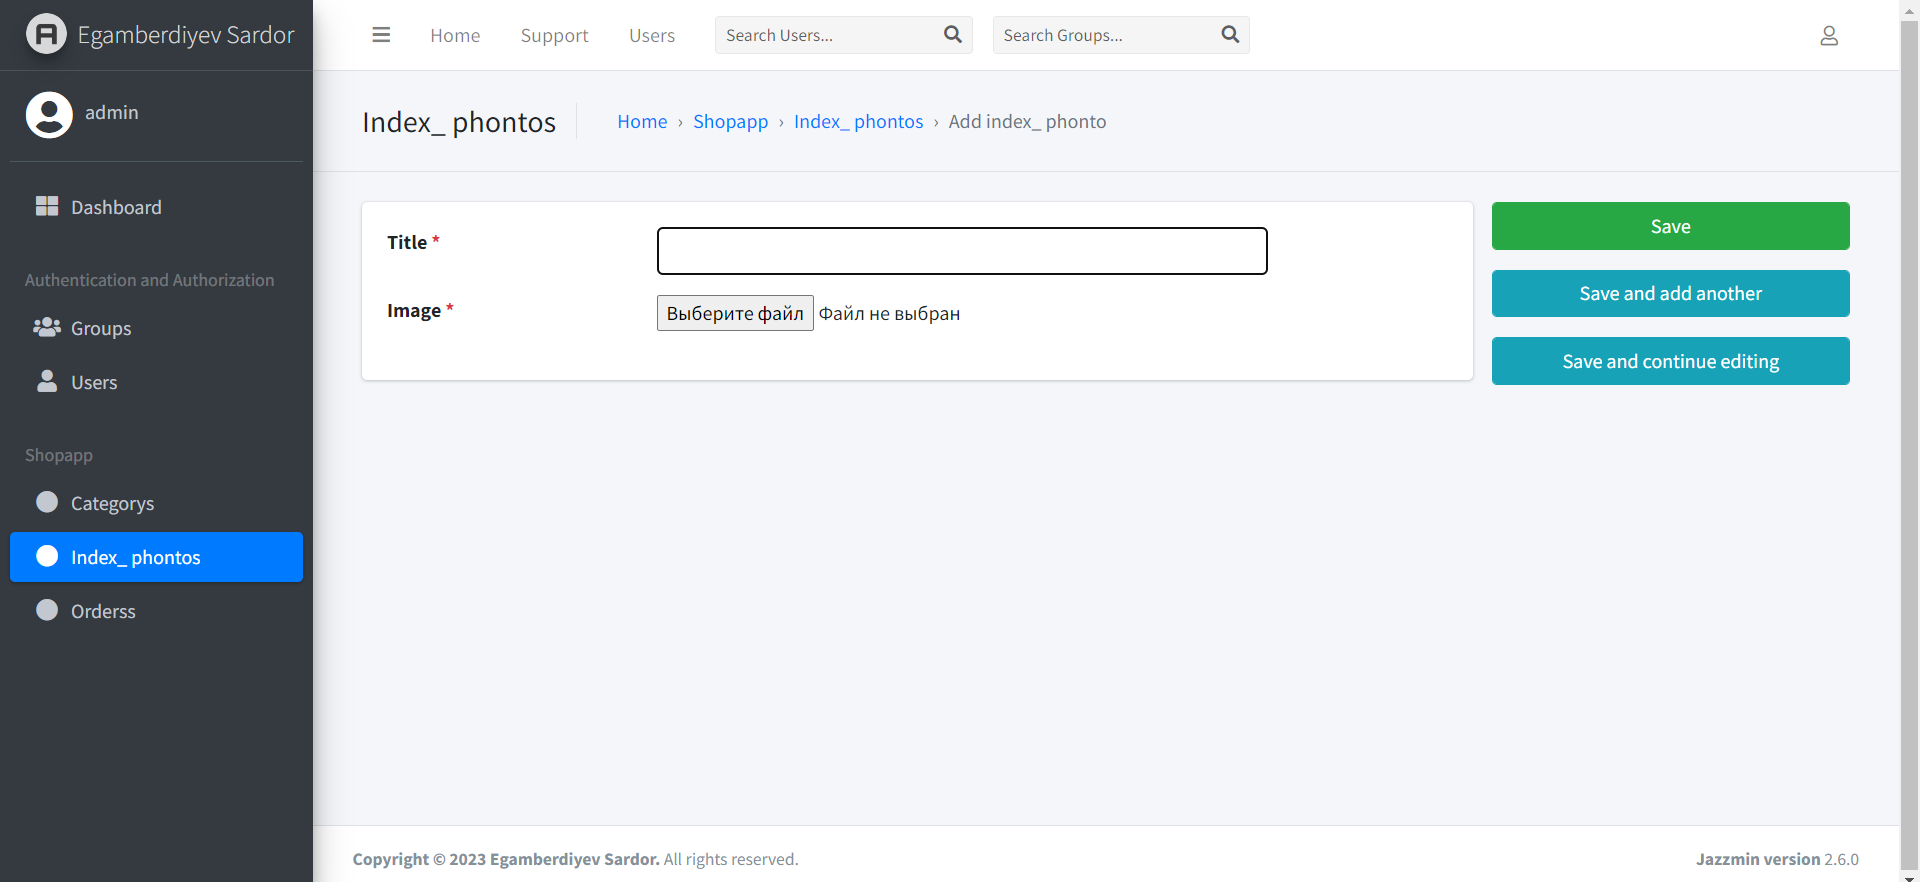 Egamberdiyev Sardor
admin
Dashboard
Authentication and Authorization
Groups
Users
Shopapp
Categorys
Index_ phontos
Orderss
Home Support Users Search Users... Search Groups...
Index_ phontos
Home › Shopapp › Index_ phontos › Add index_ phonto
Title *
Image *
Выберите файл Файл не выбран
Save
Save and add another
Save and continue editing
Copyright © 2023 Egamberdiyev Sardor. All rights reserved.
Jazzmin version 2.6.0